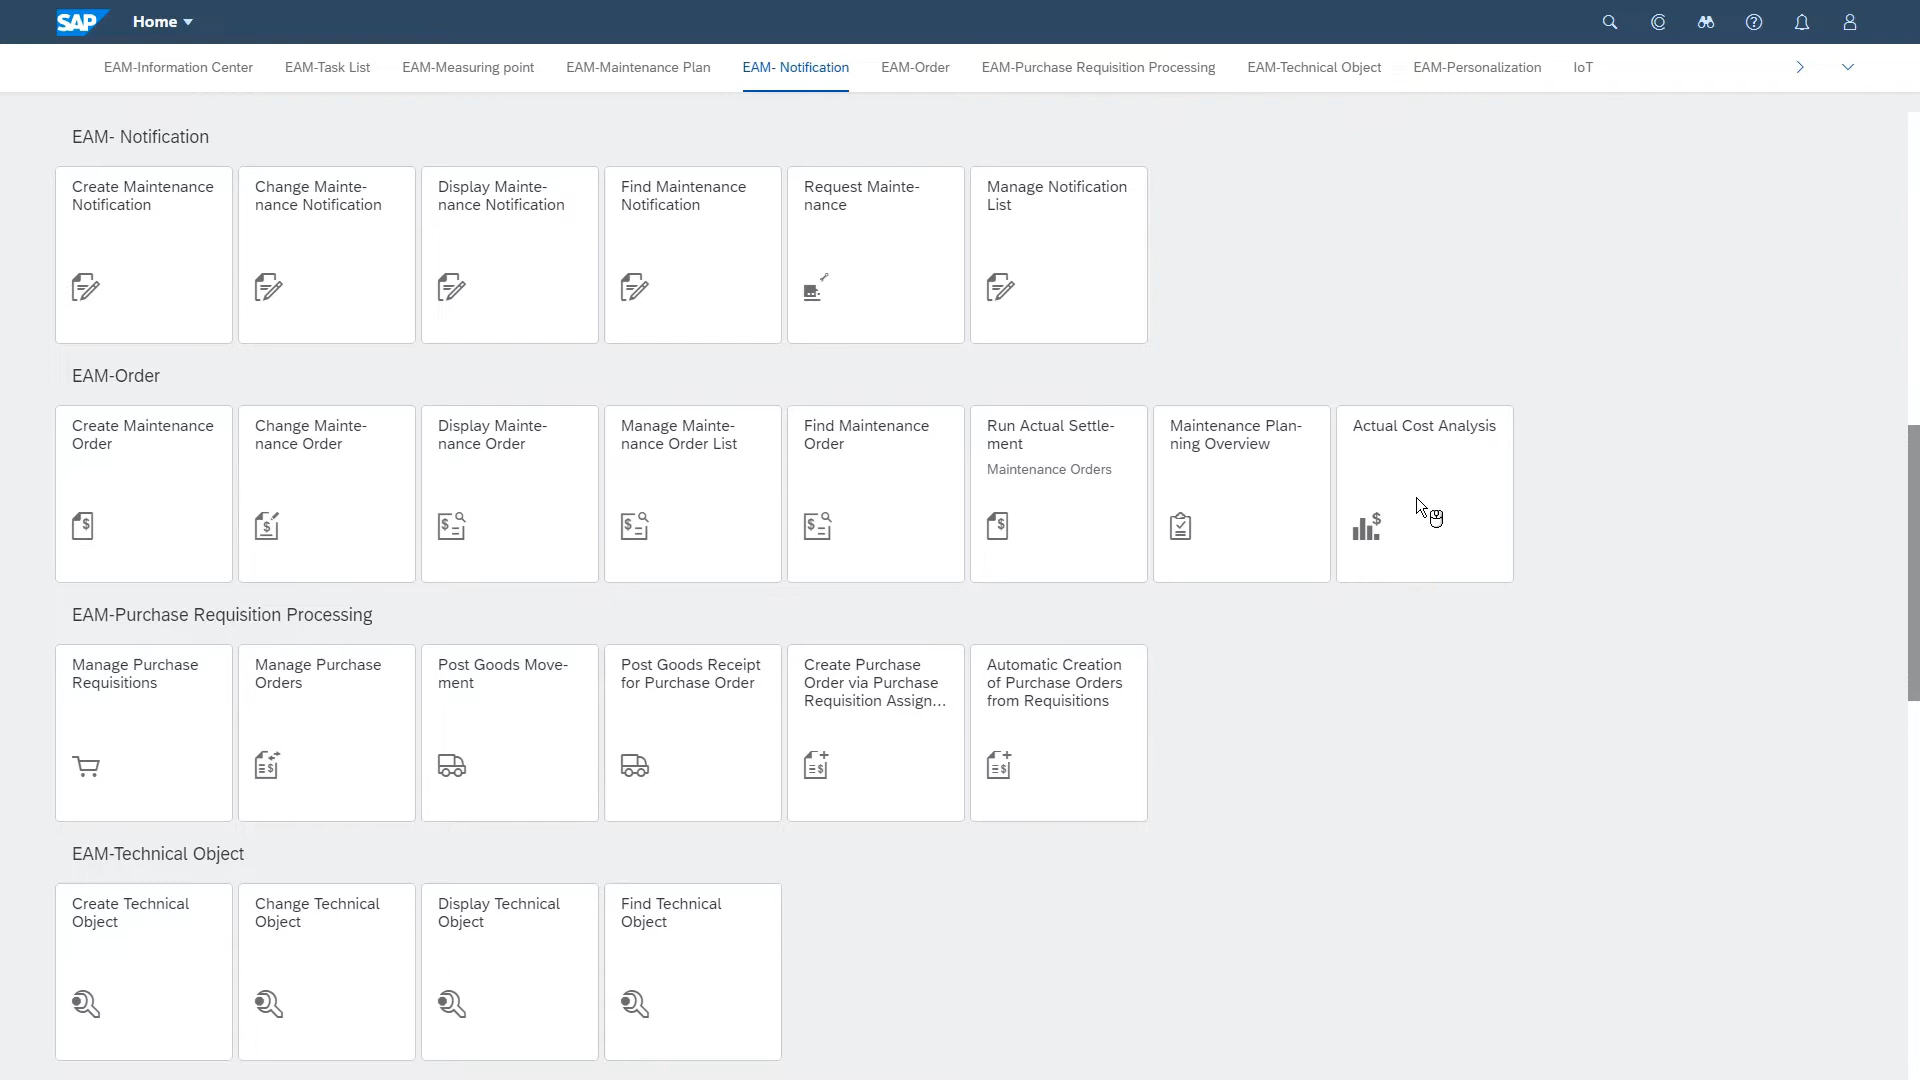 SAP Home
EAM-Information Center EAM-Task List EAM-Measuring point EAM-Maintenance Plan EAM- Notification EAM-Order EAM-Purchase Requisition Processing EAM-Technical Object EAM-Personalization IoT
EAM- Notification
Create Maintenance
Notification
Change Mainte-
nance Notification
Display Mainte-
nance Notification
Find Maintenance
Notification
Request Mainte-
nance
Manage Notification
List
EAM-Order
Create Maintenance
Order
Change Mainte-
nance Order
Display Mainte-
nance Order
Manage Mainte-
nance Order List
Find Maintenance
Order
Run Actual Settle-
ment
Maintenance Orders
Maintenance Plan-
ning Overview
Actual Cost Analysis
EAM-Purchase Requisition Processing
Manage Purchase
Requisitions
Manage Purchase
Orders
Post Goods Move-
ment
Post Goods Receipt
for Purchase Order
Create Purchase
Order via Purchase
Requisition Assign...
Automatic Creation
of Purchase Orders
from Requisitions
EAM-Technical Object
Create Technical
Object
Change Technical
Object
Display Technical
Object
Find Technical
Object